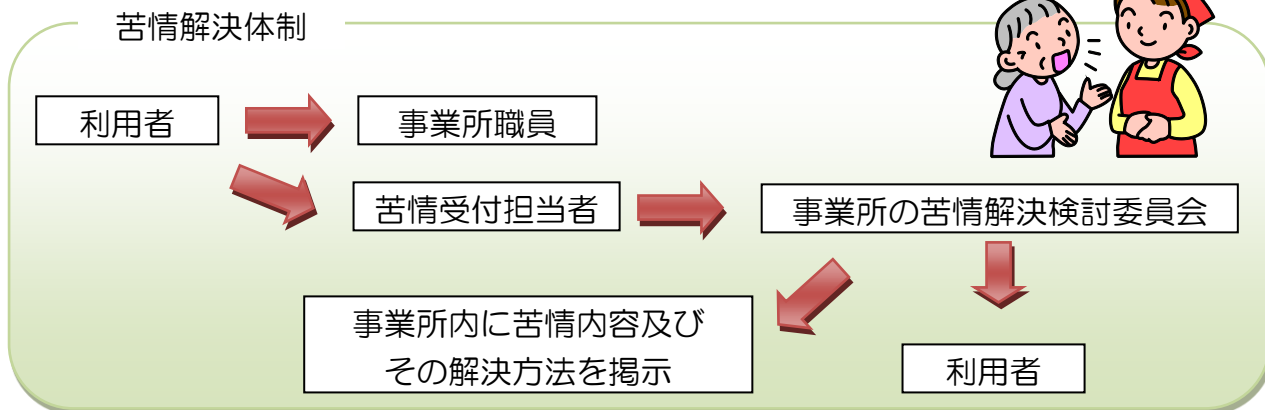 苦情解決体制
利用者
事業所職員
苦情受付担当者
事業所の苦情解決検討委員会
事業所内に苦情内容及び
その解決方法を掲示
利用者